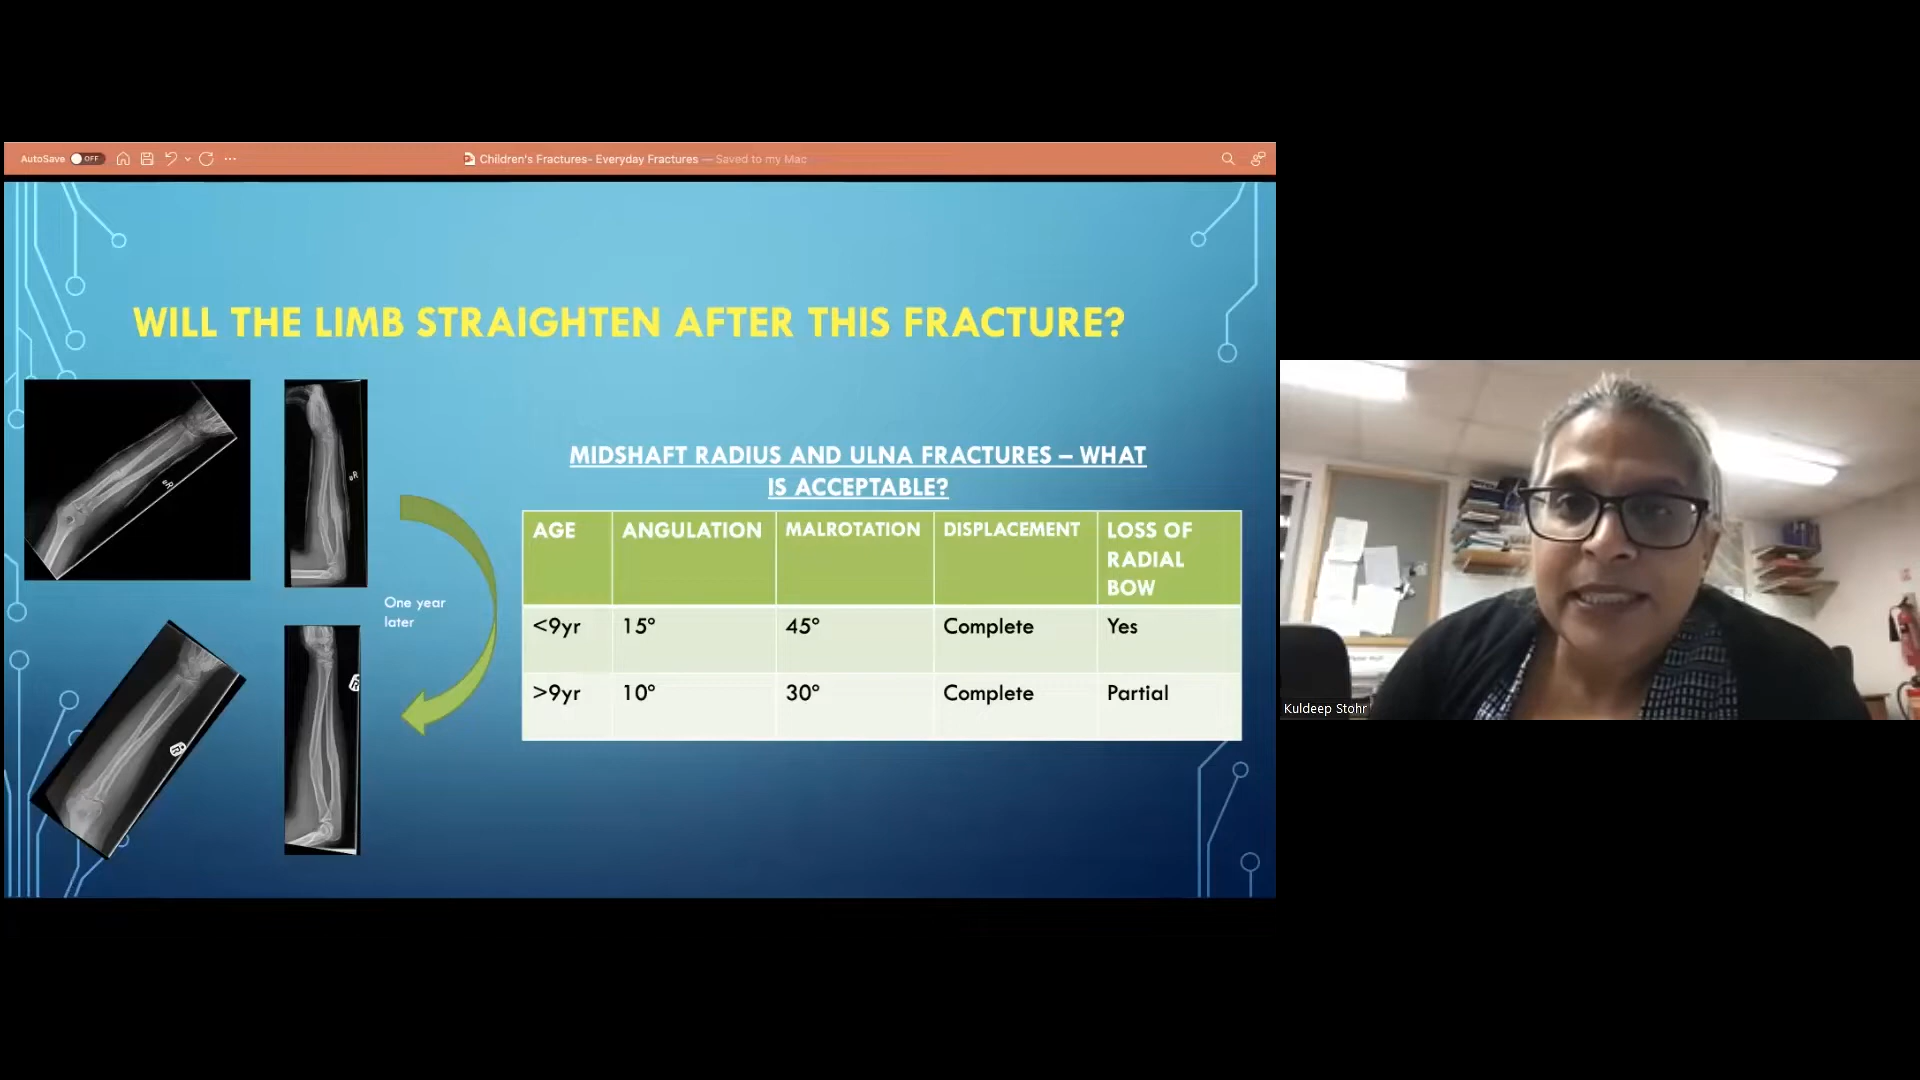 AutoSave OFF
Children's Fractures- Everyday Fractures — Saved to my Mac
WILL THE LIMB STRAIGHTEN AFTER THIS FRACTURE?
One year
later
MIDSHAFT RADIUS AND ULNA FRACTURES – WHAT
IS ACCEPTABLE?
AGE ANGULATION MALROTATION DISPLACEMENT LOSS OF
RADIAL
BOW
<9yr 15° 45° Complete Yes
>9yr 10° 30° Complete Partial
Kuldeep Stohr